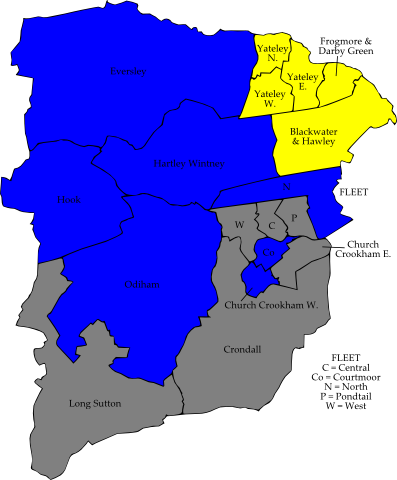 Frogmore &
Darby Green
Yateley
N.
Yateley
E.
Yateley
W.
Eversley
Blackwater
& Hawley
Hartley Wintney
N
FLEET
Hook
W
C
P
Co
Church
Crookham E.
Odiham
Church Crookham W.
Crondall
Long Sutton
FLEET
C = Central
Co = Courtmoor
N = North
P = Pondtail
W = West